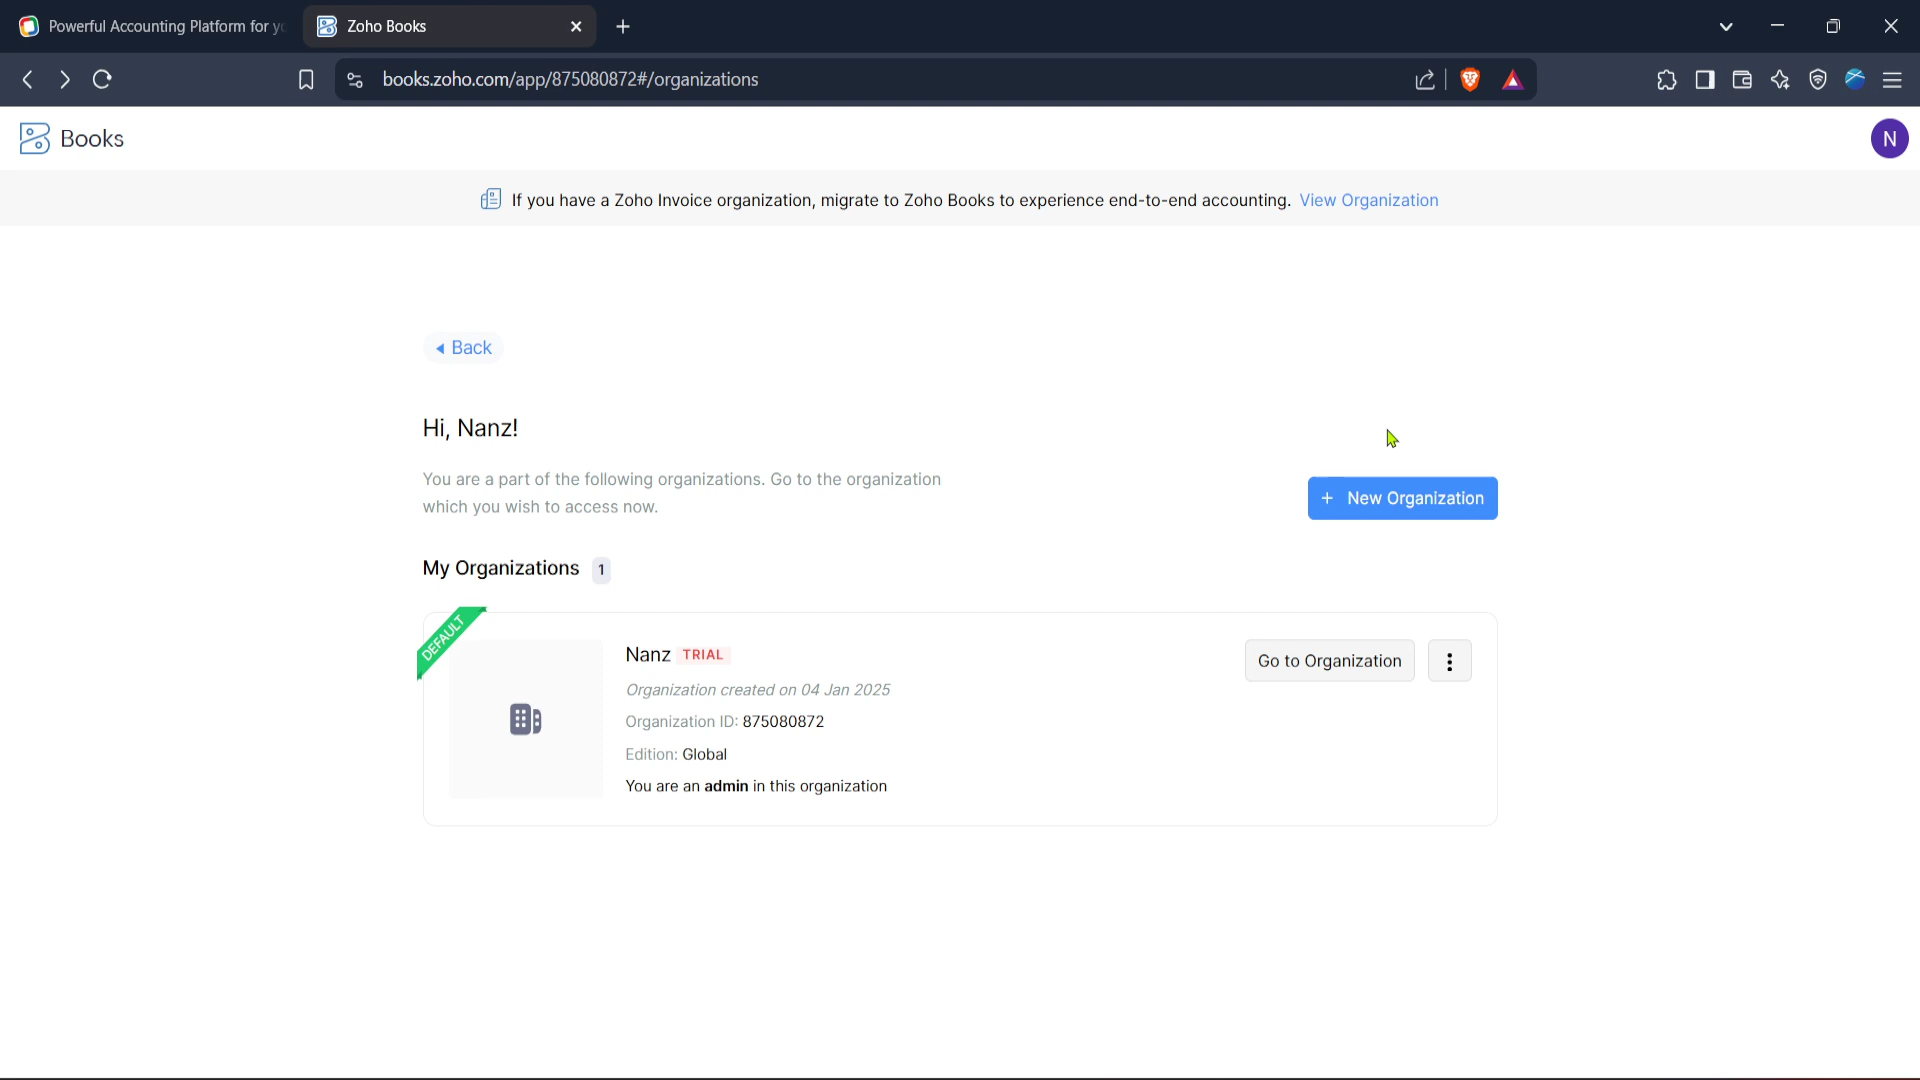 Powerful Accounting Platform for yo
Zoho Books
books.zoho.com/app/875080872#/organizations
Books
N
If you have a Zoho Invoice organization, migrate to Zoho Books to experience end-to-end accounting. View Organization
Back
Hi, Nanz!
You are a part of the following organizations. Go to the organization
which you wish to access now.
+ New Organization
My Organizations 1
DEFAULT
Nanz TRIAL
Go to Organization
Organization created on 04 Jan 2025
Organization ID: 875080872
Edition: Global
You are an admin in this organization